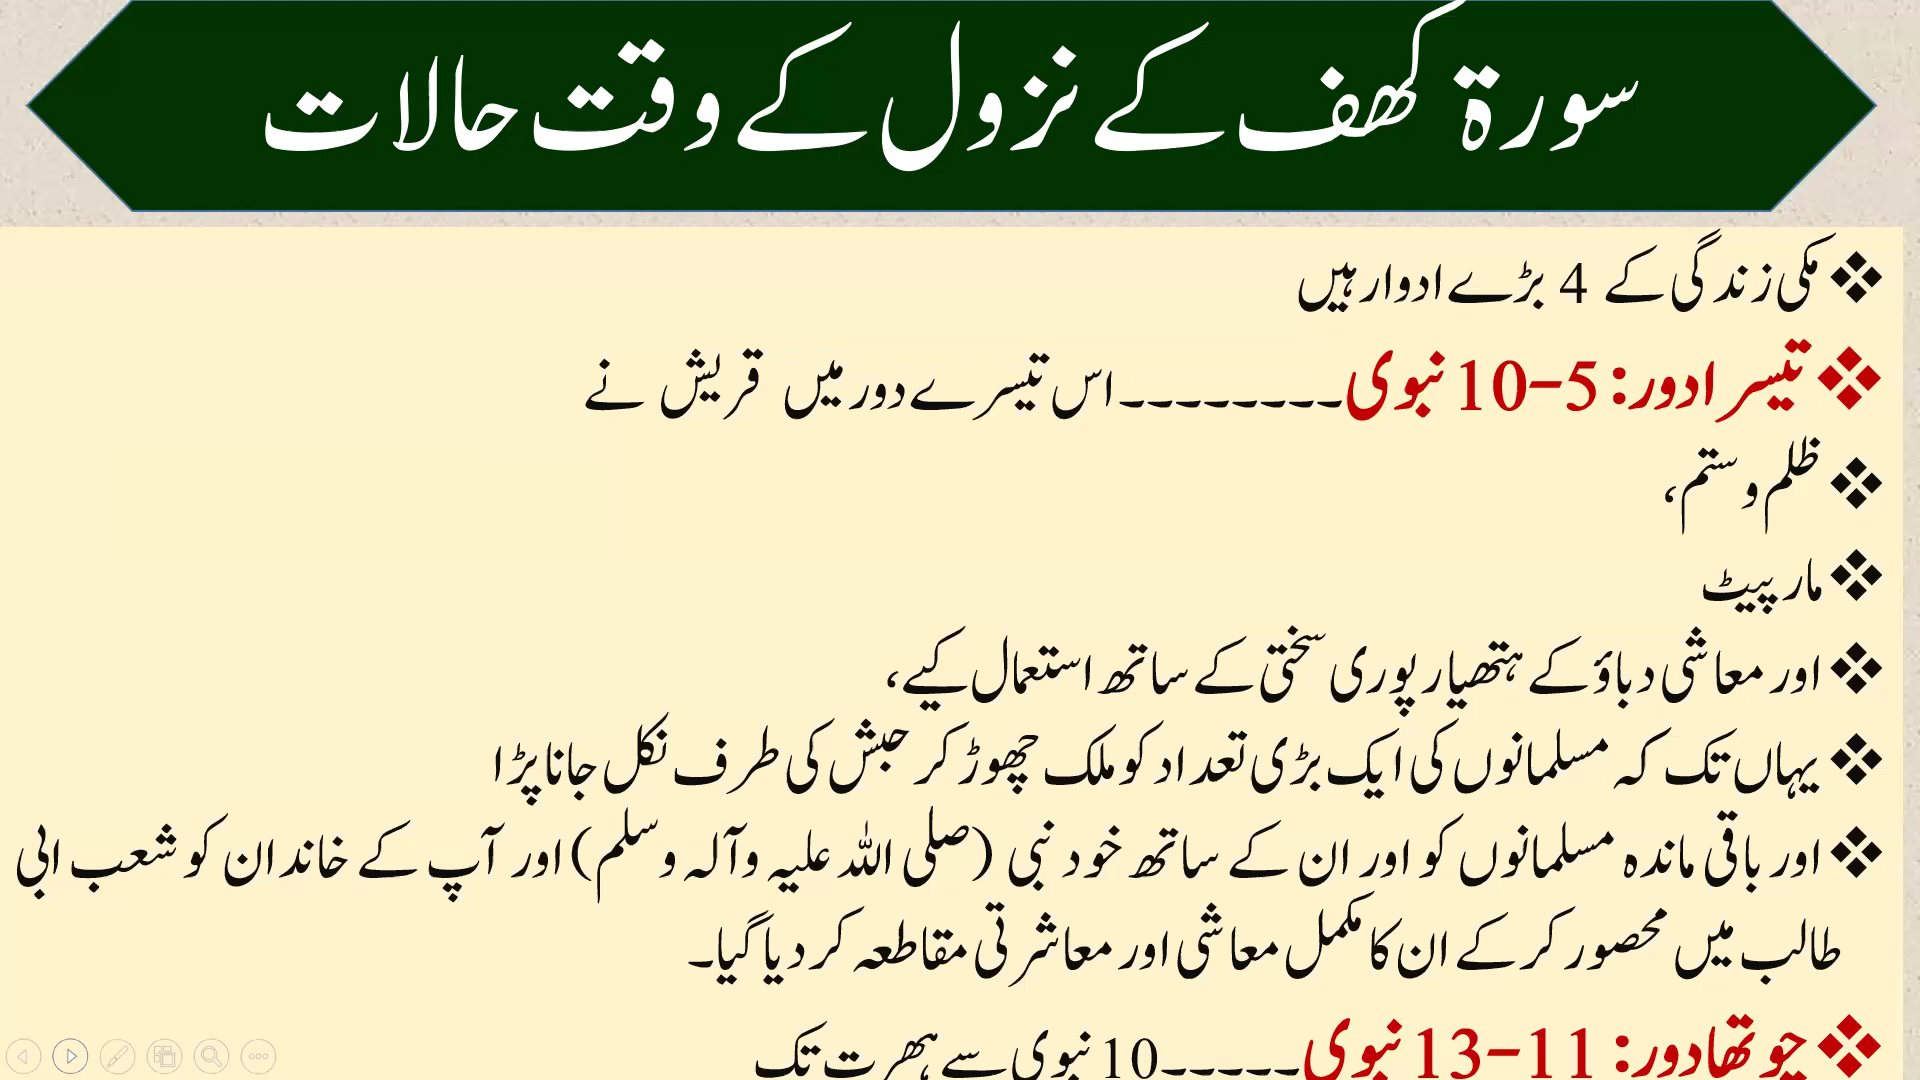 سورۃ کھف کے نزول کے وقت حالات
❖ مکی زندگی کے 4 بڑے ادوار ہیں
❖ تیسرا دور: 5-10 نبوی۔۔۔۔۔۔۔۔اس تیسرے دور میں قریش نے
❖ ظلم و ستم،
❖ مار پیٹ
❖ اور معاشی دباؤ کے ہتھیار پوری سختی کے ساتھ استعمال کیے،
❖ یہاں تک کہ مسلمانوں کی ایک بڑی تعداد کو ملک چھوڑ کر حبش کی طرف نکل جانا پڑا
❖ اور باقی ماندہ مسلمانوں کو اور ان کے ساتھ خود نبی (صلی اللہ علیہ وآلہ وسلم) اور آپ کے خاندان کو شعب ابی
طالب میں محصور کر کے ان کا مکمل معاشی اور معاشرتی مقاطعہ کر دیا گیا۔
❖ چوتھا دور: 11-13 نبوی۔۔۔۔۔10 نبوی سے ہجرت تک